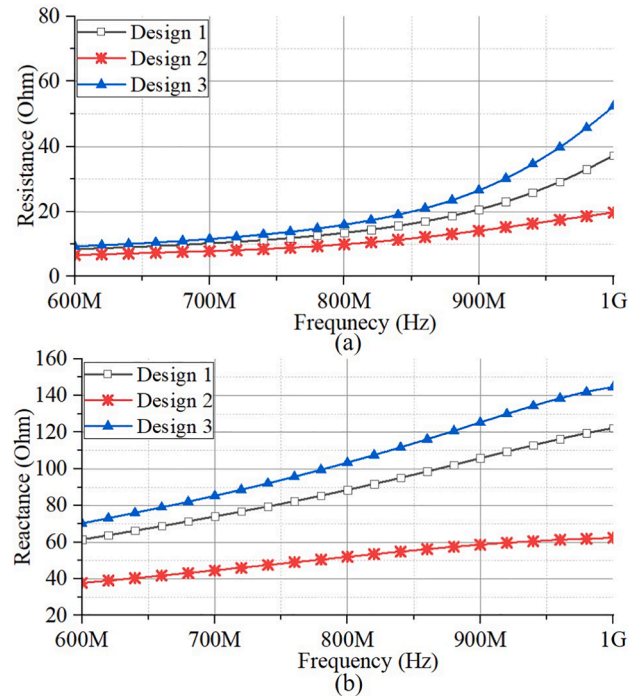 80
60
40
20
0
Resistance (Ohm)
Design 1
Design 2
Design 3
600M 700M 800M 900M 1G
Frequnecy (Hz)
(a)
160
140
120
100
80
60
40
20
Reactance (Ohm)
Design 1
Design 2
Design 3
600M 700M 800M 900M 1G
Frequency (Hz)
(b)